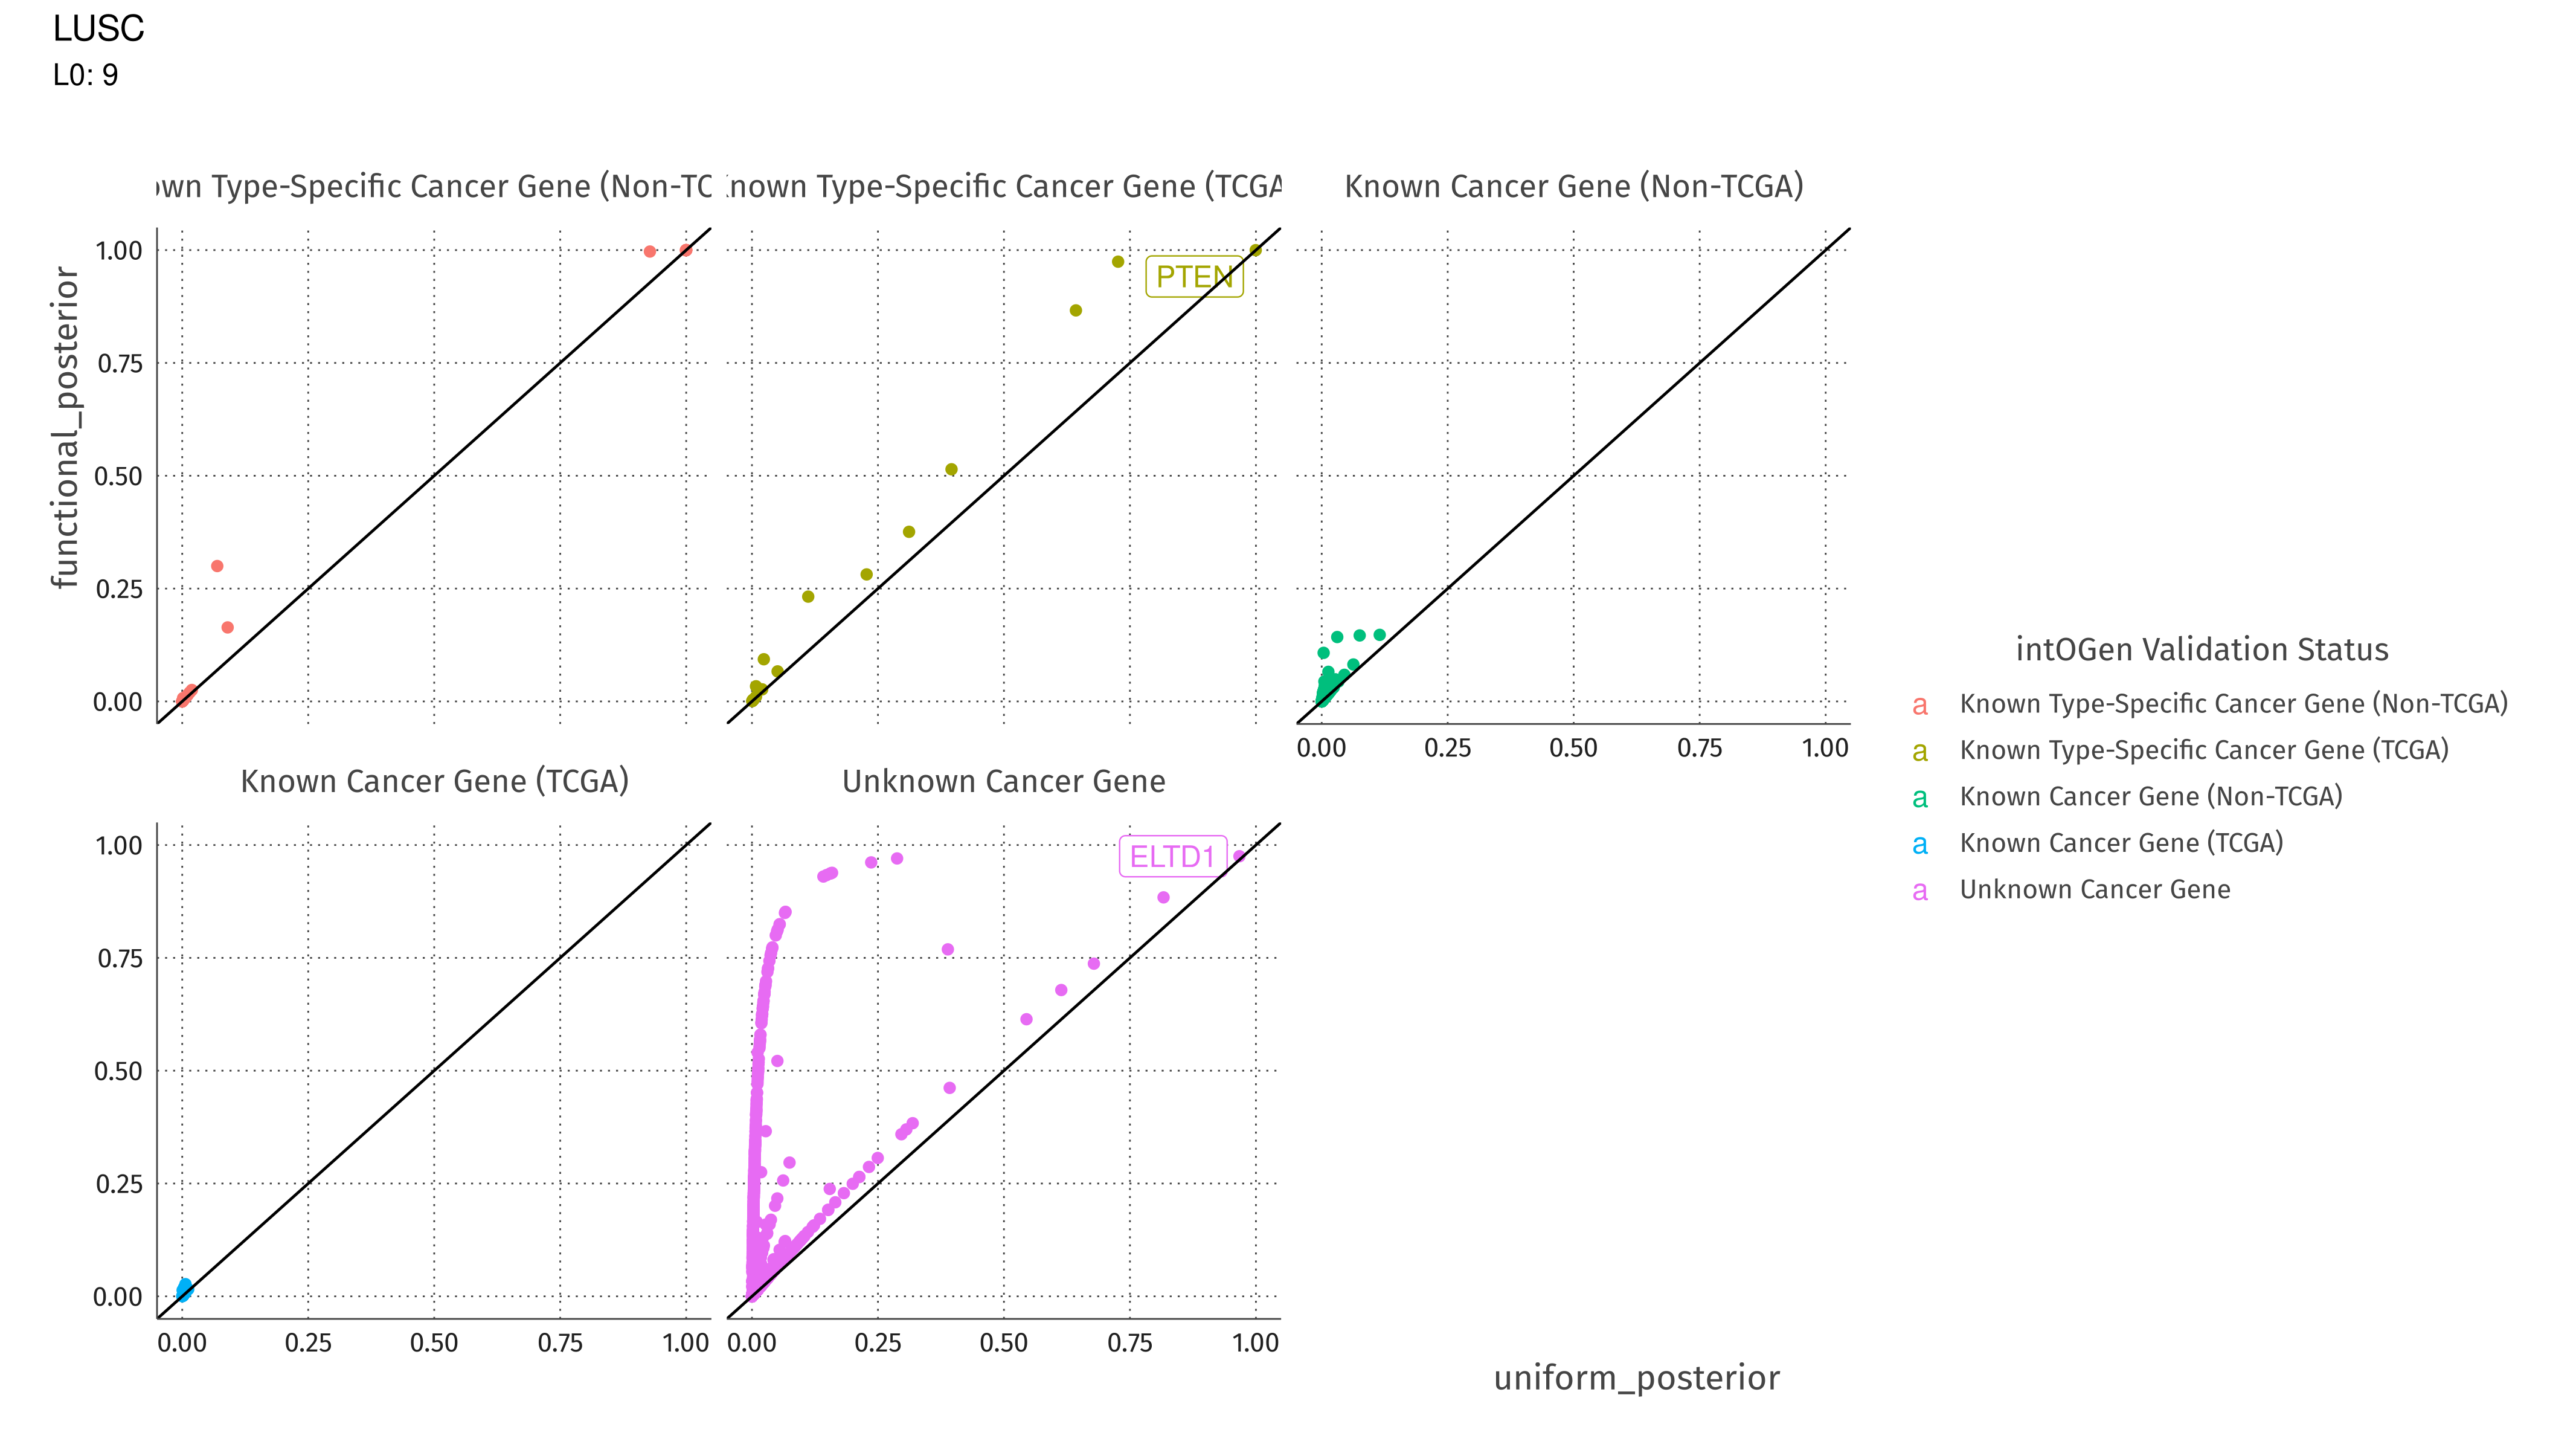 LUSC
L0: 9
own Type-Specific Cancer Gene (Non-TC
Known Type-Specific Cancer Gene (TCGA
Known Cancer Gene (Non-TCGA)
functional_posterior
1.00
0.75
0.50
0.25
0.00
PTEN
0.00 0.25 0.50 0.75 1.00
Known Cancer Gene (TCGA)
Unknown Cancer Gene
1.00
0.75
0.50
0.25
0.00
ELTD1
0.00 0.25 0.50 0.75 1.00
0.00 0.25 0.50 0.75 1.00
uniform_posterior
intOGen Validation Status
a Known Type-Specific Cancer Gene (Non-TCGA)
a Known Type-Specific Cancer Gene (TCGA)
a Known Cancer Gene (Non-TCGA)
a Known Cancer Gene (TCGA)
a Unknown Cancer Gene